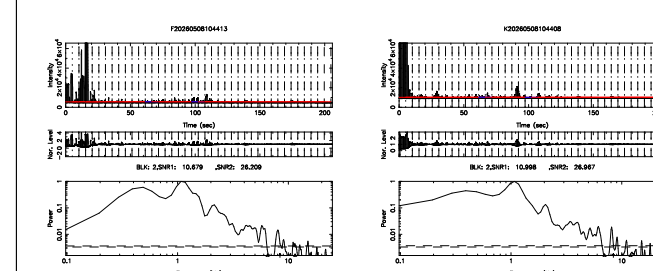 F20260508104413
K20260508104408
Intensity
0 2×10⁴ 4×10⁴ 6×10⁴
0 50 100 150 200
Time (sec)
Nor. Level
-2 0 2 4
BLK: 2,SNR1: 10.679 ,SNR2: 26.209
Power
0.01 0.1 1
0.1 1 10
Intensity
0 2×10⁴ 4×10⁴ 6×10⁴
0 50 100 150
Time (sec)
Nor. Level
0 1 2
BLK: 2,SNR1: 10.998 ,SNR2: 26.967
Power
0.01 0.1 1
0.1 1 10